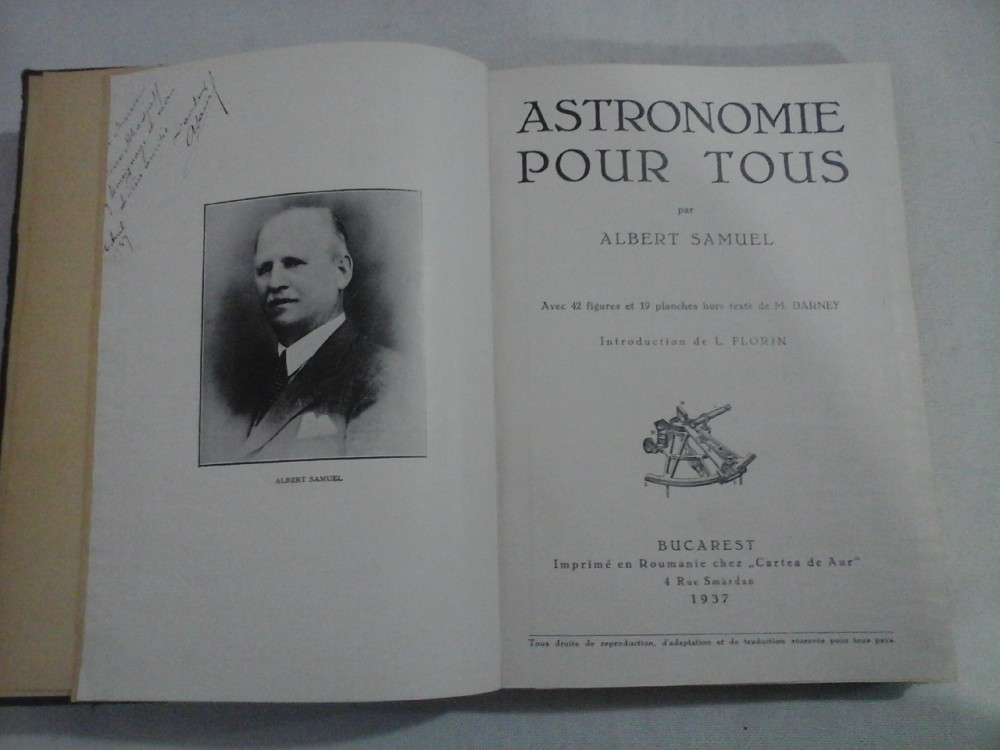 ALBERT SAMUEL
ASTRONOMIE
POUR TOUS
par
ALBERT SAMUEL
Avec 42 figures et 19 planches hors texte de M. DARNEY
Introduction de L. FLORIN
BUCAREST
Imprimé en Roumanie chez „Cartea de Aur"
4 Rue Smardan
1937
Tous droits de reproduction, d'adaptation et de traduction réservés pour tous pays.